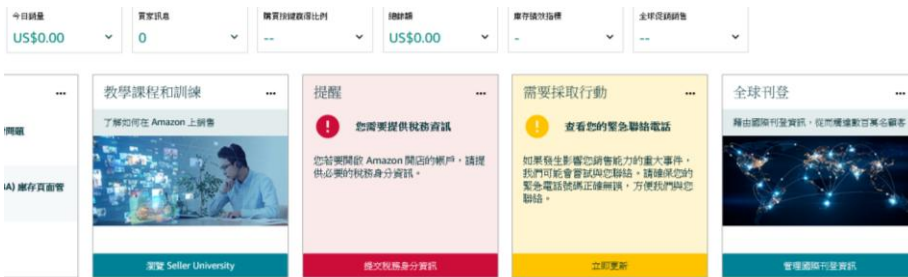 今日銷量
買家訊息
購買按鍵贏得比例
總餘額
庫存績效指標
全球促銷銷售
US$0.00
0
--
US$0.00
-
--
教學課程和訓練
提醒
需要採取行動
全球刊登
了解如何在 Amazon 上銷售
您需要提供稅務資訊
查看您的緊急聯絡電話
藉由國際刊登資訊,從而觸達數百萬名顧客
問題
您若要開啟 Amazon 開店的帳戶,請提
供必要的稅務身分資訊。
如果發生影響您銷售能力的重大事件,
我們可能會嘗試與您聯絡。請確保您的
緊急電話號碼正確無誤,方便我們與您
聯絡。
BA) 庫存頁面管
瀏覽 Seller University
提交稅務身分資訊
立即更新
管理國際刊登資訊